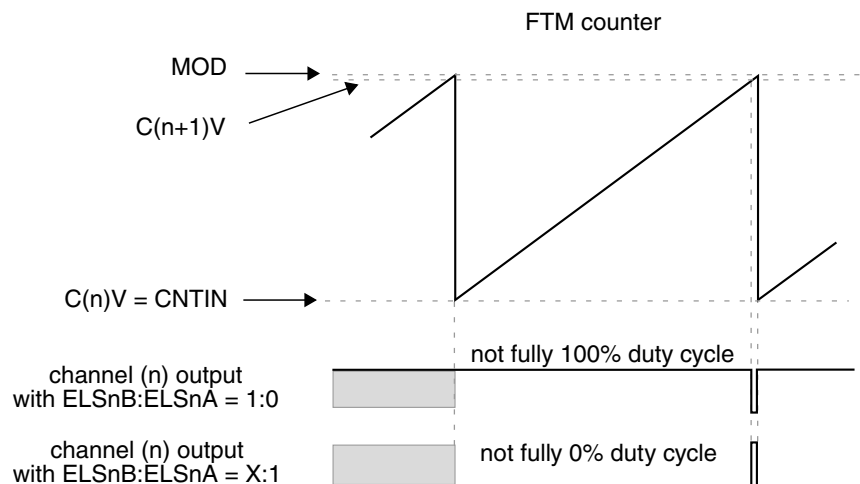 FTM counter
MOD
C(n+1)V
C(n)V = CNTIN
not fully 100% duty cycle
channel (n) output
with ELSnB:ELSnA = 1:0
channel (n) output
with ELSnB:ELSnA = X:1
not fully 0% duty cycle